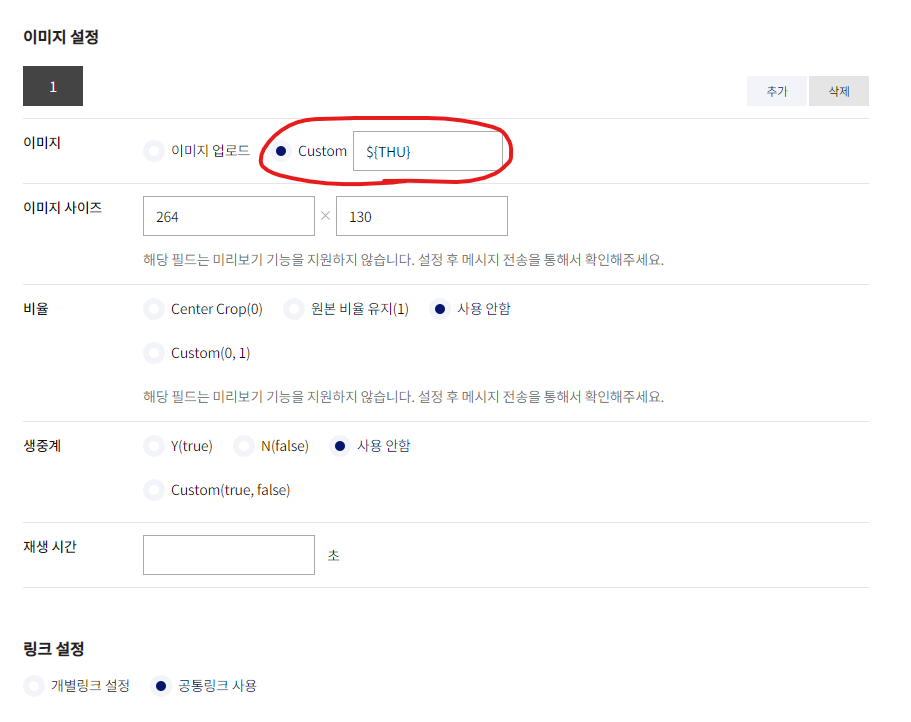 이미지 설정
1
추가 삭제
이미지 이미지 업로드 Custom ${THU}
이미지 사이즈 264 × 130
해당 필드는 미리보기 기능을 지원하지 않습니다. 설정 후 메시지 전송을 통해서 확인해주세요.
비율 Center Crop(0) 원본 비율 유지(1) 사용 안함
Custom(0, 1)
해당 필드는 미리보기 기능을 지원하지 않습니다. 설정 후 메시지 전송을 통해서 확인해주세요.
생중계 Y(true) N(false) 사용 안함
Custom(true, false)
재생 시간 초
링크 설정
개별링크 설정 공통링크 사용